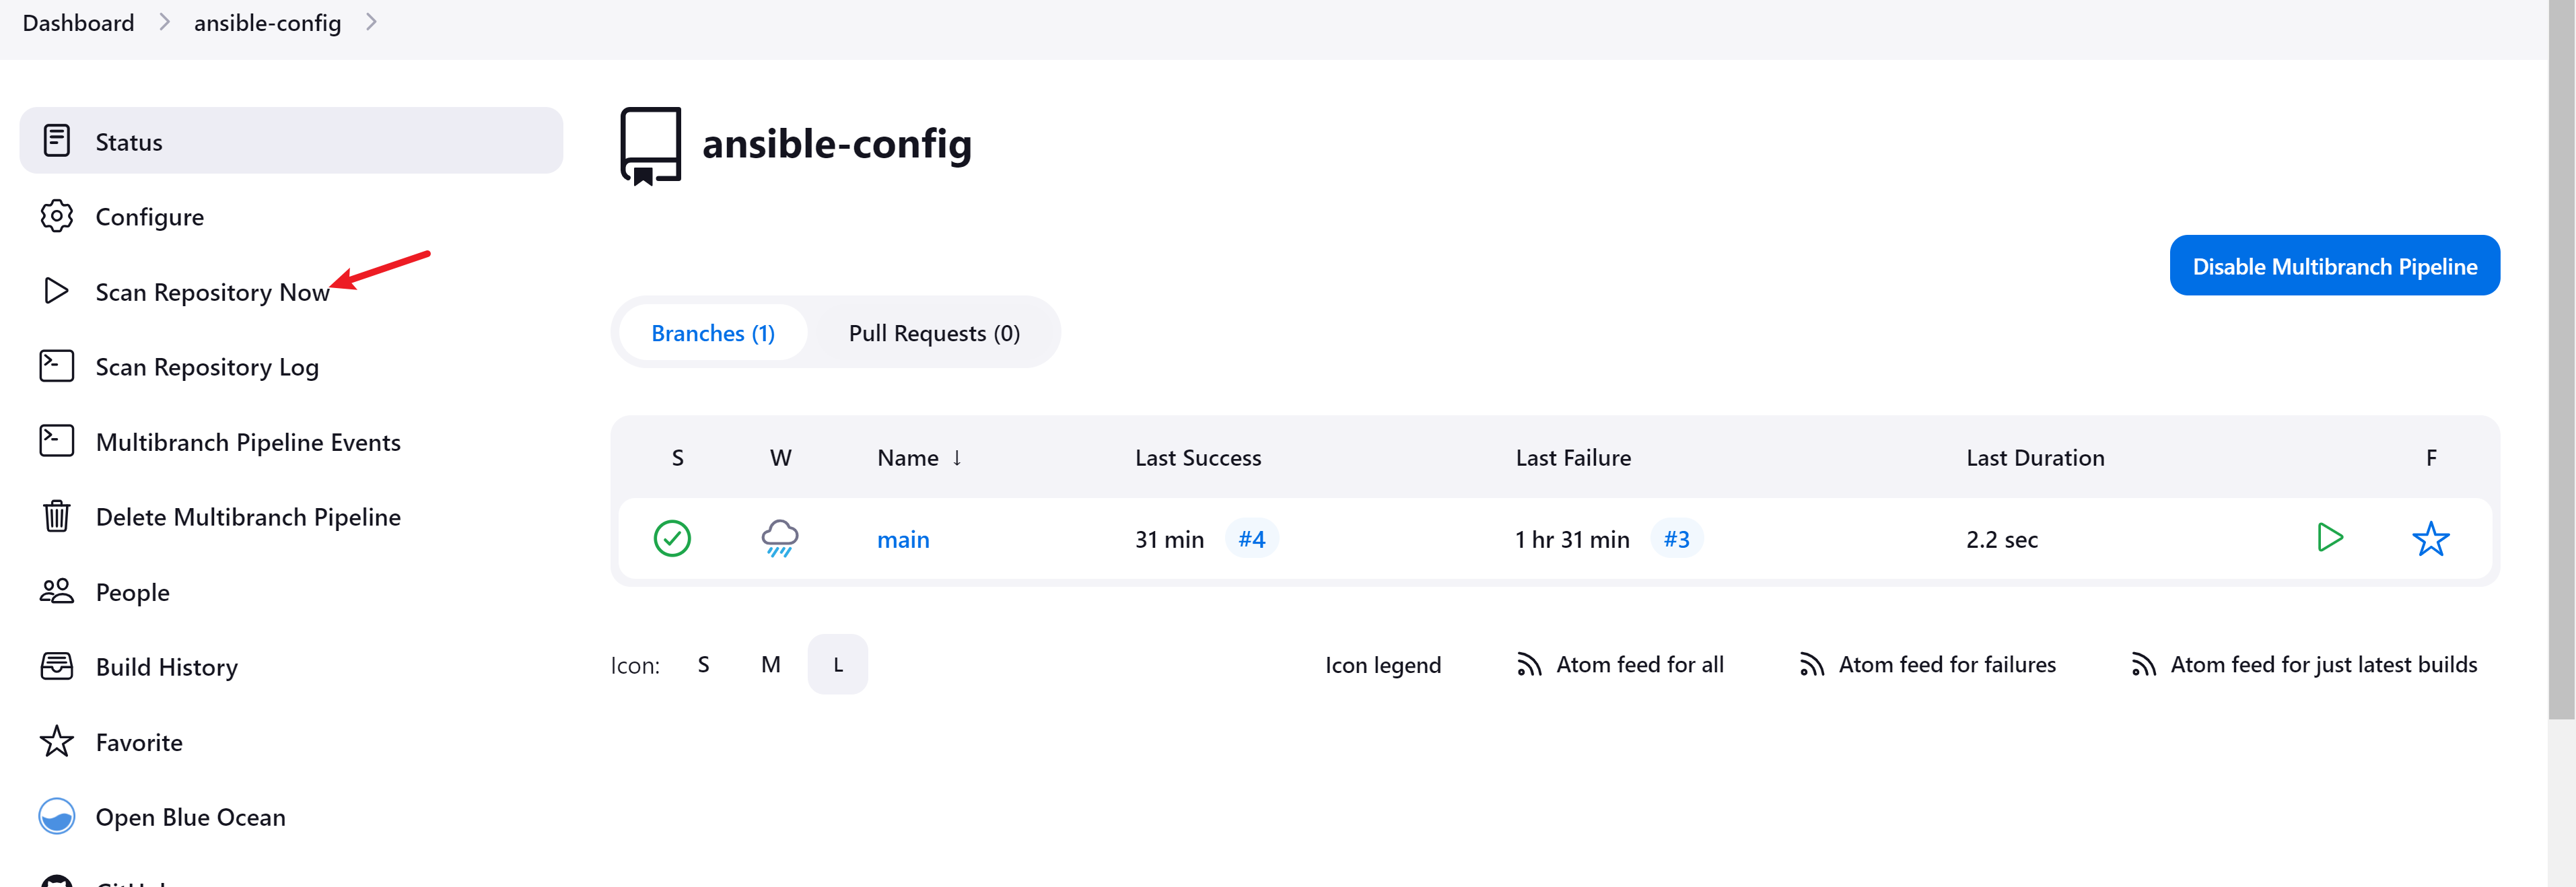 Dashboard > ansible-config >
Status
Configure
Scan Repository Now
Scan Repository Log
Multibranch Pipeline Events
Delete Multibranch Pipeline
People
Build History
Favorite
Open Blue Ocean
ansible-config
Disable Multibranch Pipeline
Branches (1) Pull Requests (0)
S W Name ↓ Last Success Last Failure Last Duration F
main 31 min #4 1 hr 31 min #3 2.2 sec
Icon: S M L Icon legend Atom feed for all Atom feed for failures Atom feed for just latest builds